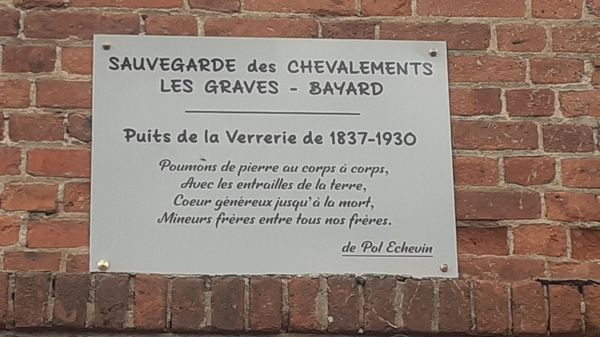 SAUVEGARDE des CHEVALEMENTS
LES GRAVES - BAYARD
Puits de la Verrerie de 1837-1930
Poumons de pierre au corps à corps,
Avec les entrailles de la terre,
Coeur généreux jusqu'à la mort,
Mineurs frères entre tous nos frères.
de Pol Echevin